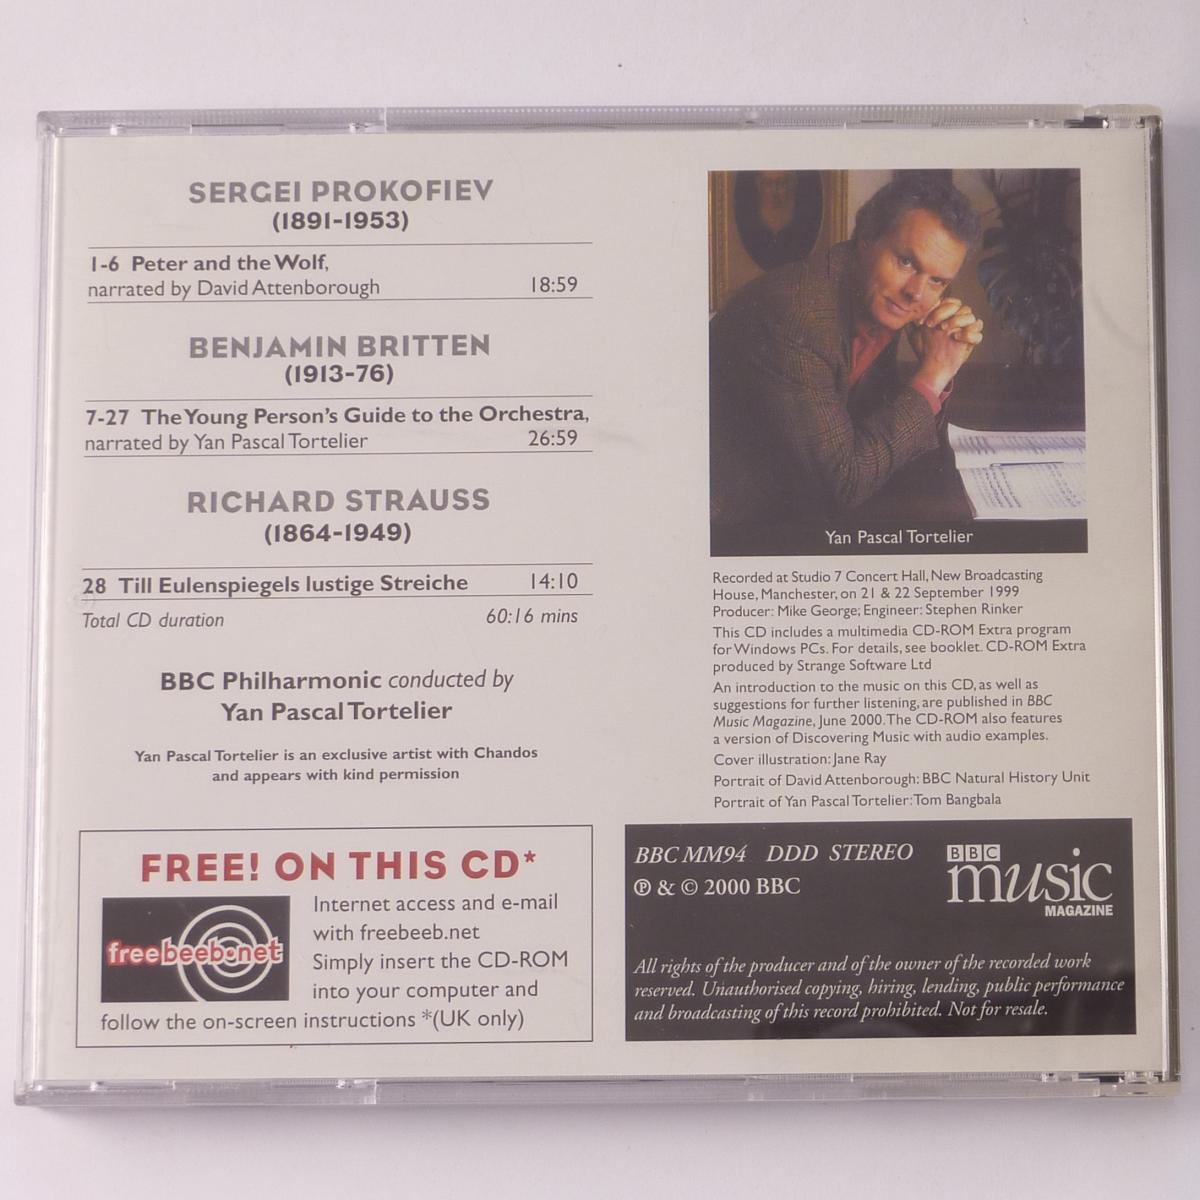 SERGEI PROKOFIEV
(1891-1953)
1-6 Peter and the Wolf,
narrated by David Attenborough 18:59
BENJAMIN BRITTEN
(1913-76)
7-27 The Young Person's Guide to the Orchestra,
narrated by Yan Pascal Tortelier 26:59
RICHARD STRAUSS
(1864-1949)
28 Till Eulenspiegels lustige Streiche 14:10
Total CD duration 60:16 mins
BBC Philharmonic conducted by
Yan Pascal Tortelier
Yan Pascal Tortelier is an exclusive artist with Chandos
and appears with kind permission
FREE! ON THIS CD*
freebeeb.net
Internet access and e-mail
with freebeeb.net
Simply insert the CD-ROM
into your computer and
follow the on-screen instructions *(UK only)
Yan Pascal Tortelier
Recorded at Studio 7 Concert Hall, New Broadcasting
House, Manchester, on 21 & 22 September 1999
Producer: Mike George; Engineer: Stephen Rinker
This CD includes a multimedia CD-ROM Extra program
for Windows PCs. For details, see booklet. CD-ROM Extra
produced by Strange Software Ltd
An introduction to the music on this CD, as well as
suggestions for further listening, are published in BBC
Music Magazine, June 2000. The CD-ROM also features
a version of Discovering Music with audio examples.
Cover illustration: Jane Ray
Portrait of David Attenborough: BBC Natural History Unit
Portrait of Yan Pascal Tortelier: Tom Bangbala
BBC MM94 DDD STEREO
℗ & © 2000 BBC
BBC
music
MAGAZINE
All rights of the producer and of the owner of the recorded work
reserved. Unauthorised copying, hiring, lending, public performance
and broadcasting of this record prohibited. Not for resale.